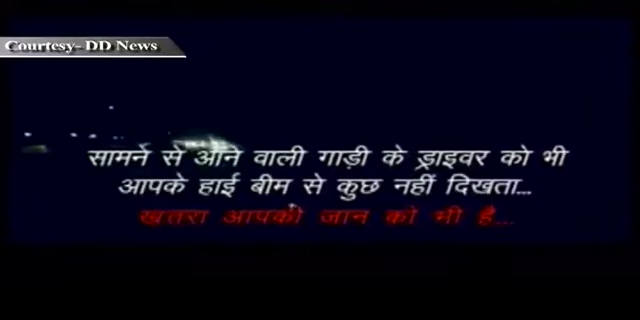 Courtesy- DD News
सामने से आने वाली गाड़ी के ड्राइवर को भी
आपके हाई बीम से कुछ नहीं दिखता...
खतरा आपकी जान को भी है...